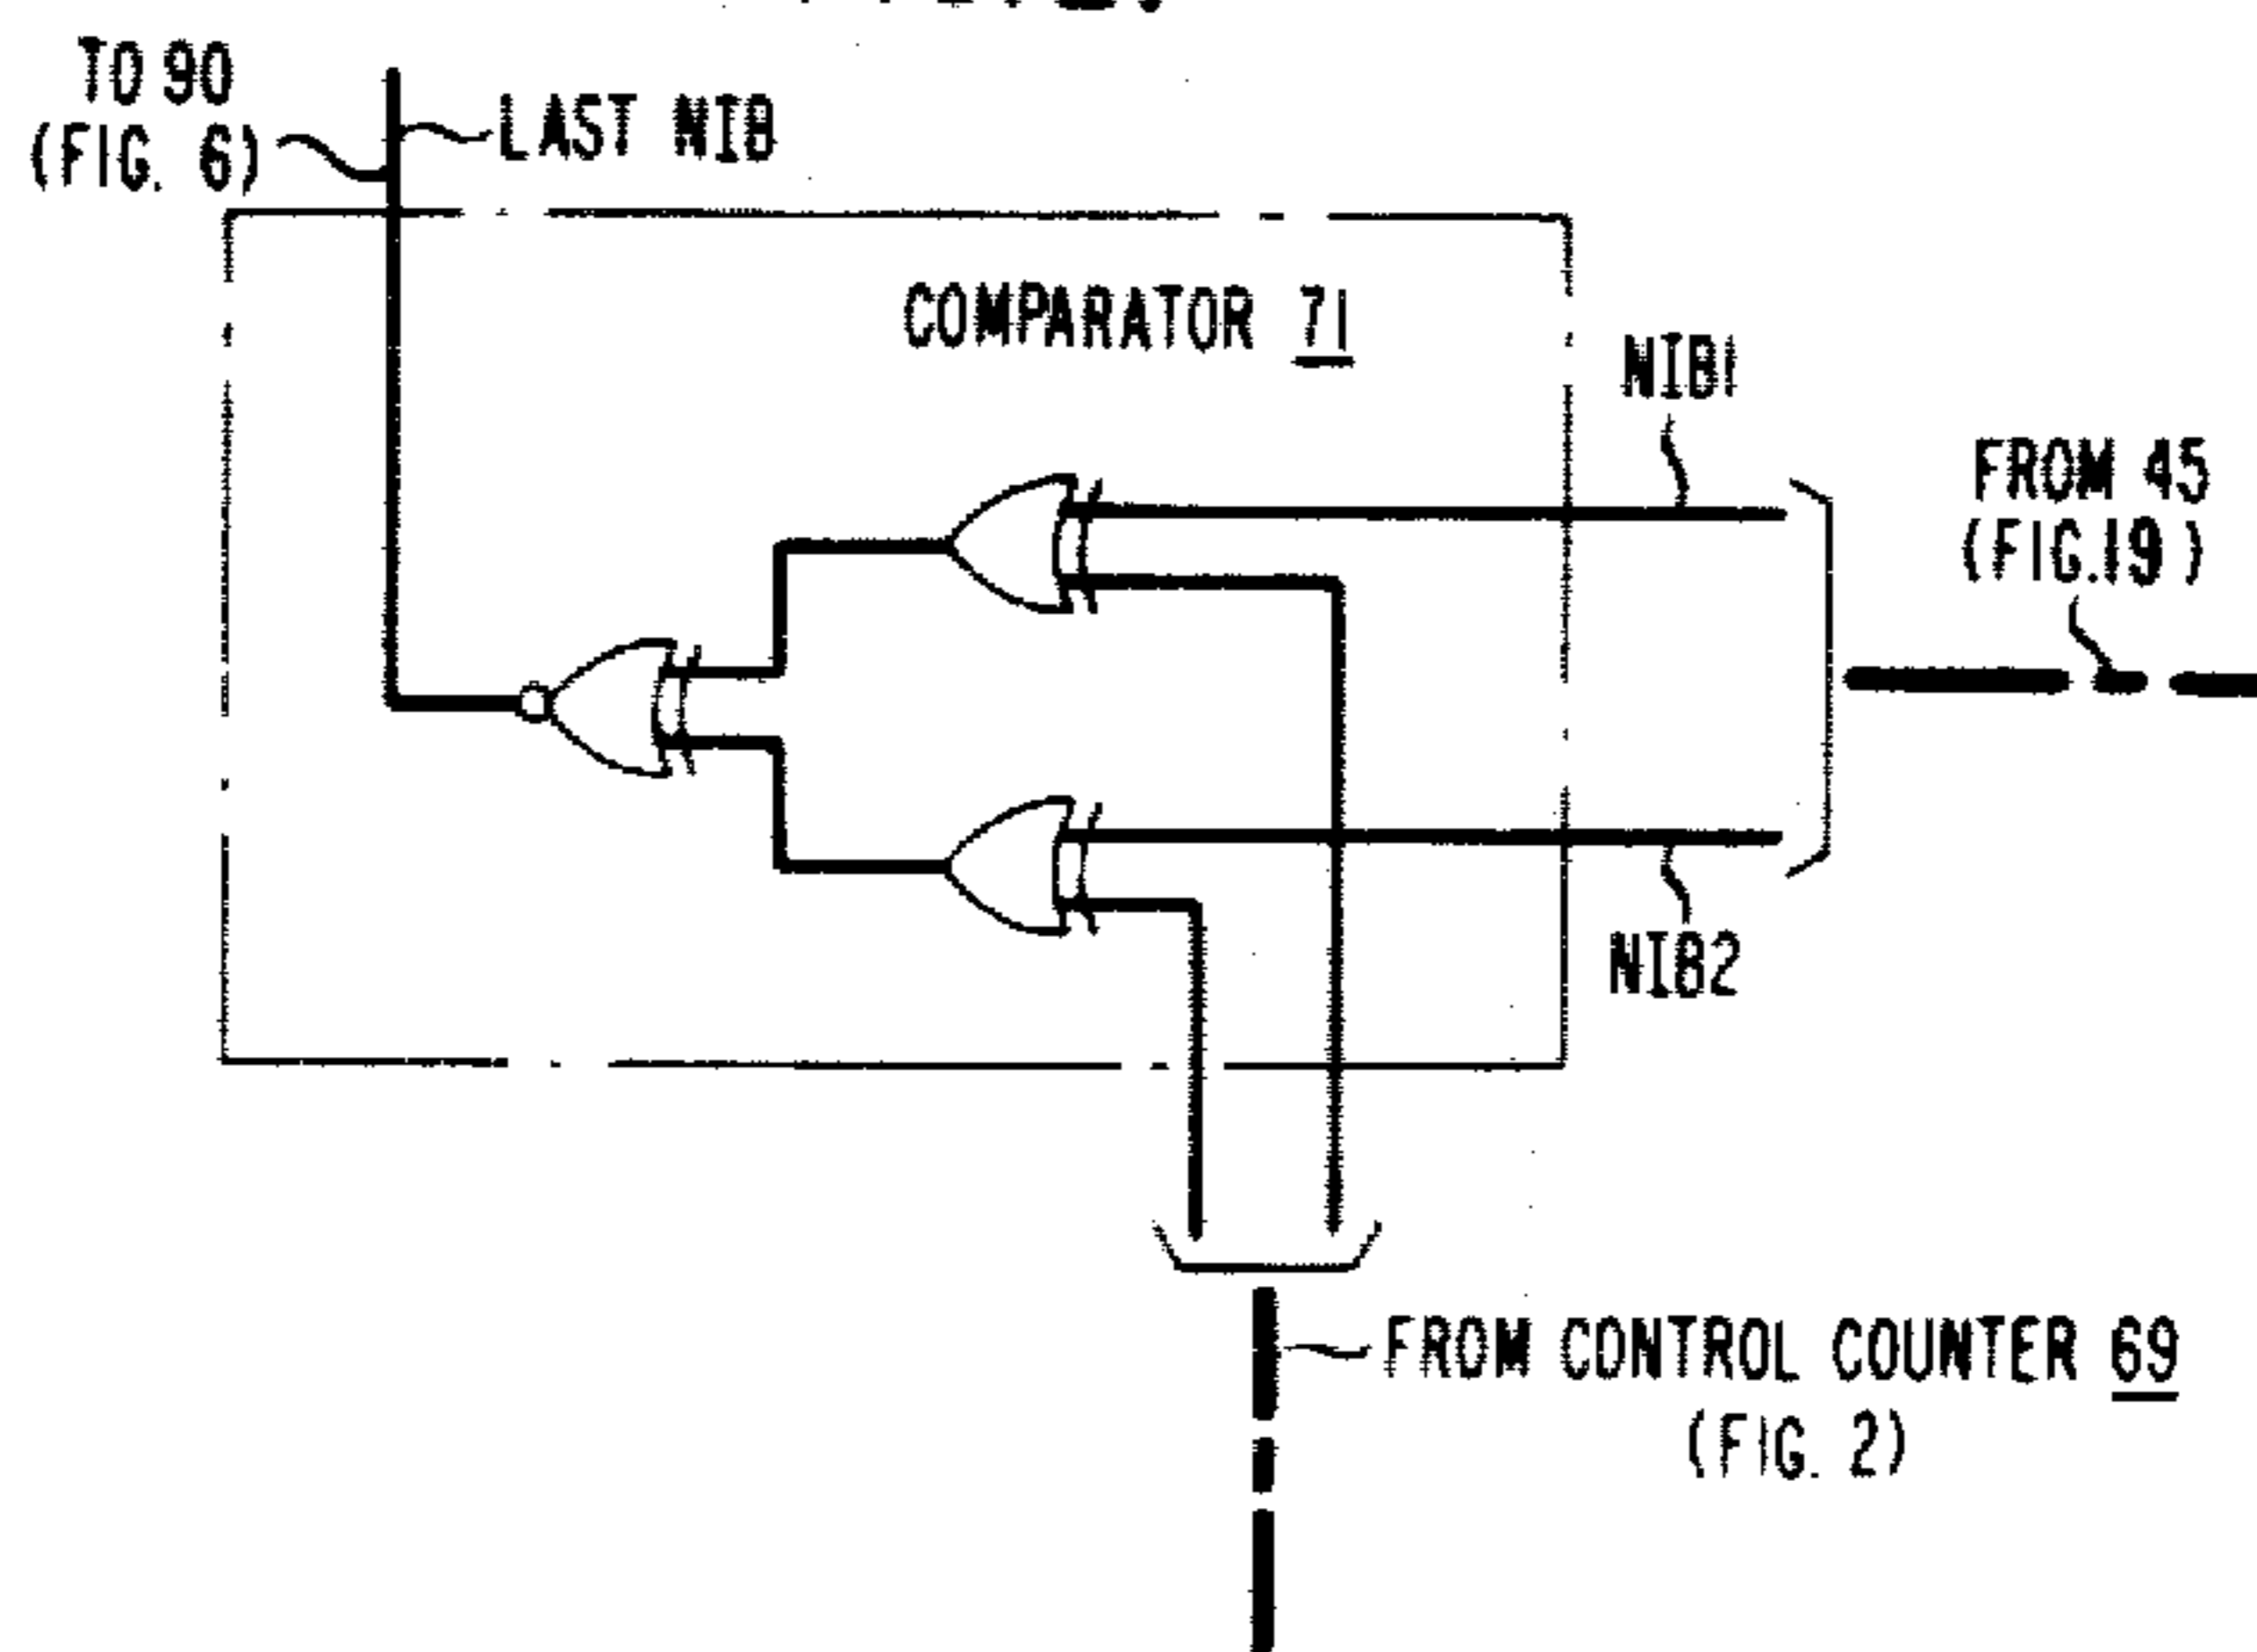 TO 90
(FIG. 6)
LAST NIB
COMPARATOR 71
NIB1
FROM 45
(FIG.19)
NIB2
FROM CONTROL COUNTER 69
(FIG. 2)